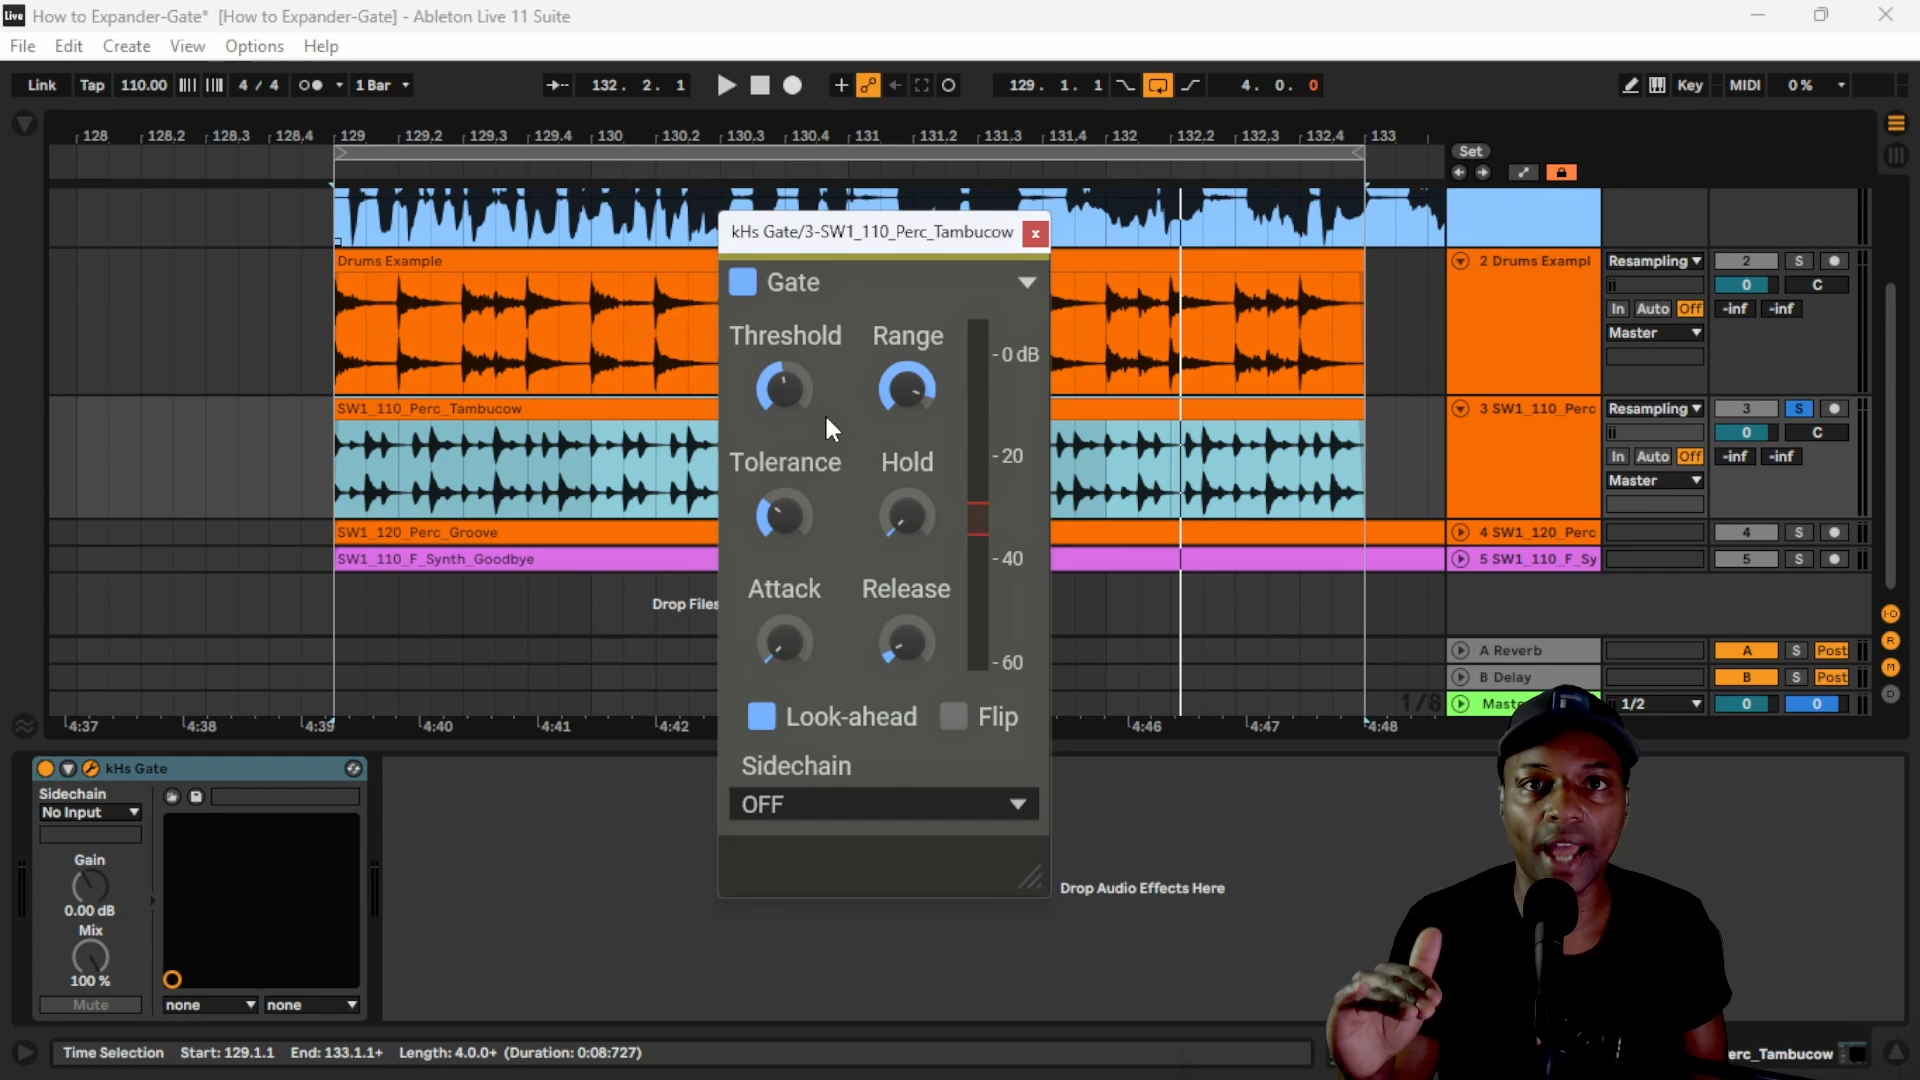 Live How to Expander-Gate* [How to Expander-Gate] - Ableton Live 11 Suite
File Edit Create View Options Help
Link Tap 110.00 4 / 4 1 Bar 132. 2. 1 129. 1. 1 4. 0. 0 Key MIDI 0%
128 128.2 128.3 128.4 129 129.2 129.3 129.4 130 130.2 130.3 130.4 131 131.2 131.3 131.4 132 132.2 132.3 132.4 133
Set
kHs Gate/3-SW1_110_Perc_Tambucow x
Gate
Threshold Range
Tolerance Hold
Attack Release
-0 dB
-20
-40
-60
Look-ahead Flip
Sidechain
OFF
Drums Example
SW1_110_Perc_Tambucow
SW1_120_Perc_Groove
SW1_110_F_Synth_Goodbye
Drop Files
2 Drums Exampl Resampling 2 S
0 C
In Auto Off -inf -inf
Master
3 SW1_110_Perc Resampling 3 S
0 C
In Auto Off -inf -inf
Master
4 SW1_120_Perc 4 S
5 SW1_110_F_Sy 5 S
A Reverb A S Post
B Delay B S Post
1/8 Maste 1/2 0 0
I-O
R
M
D
4:37 4:38 4:39 4:40 4:41 4:42 4:46 4:47 4:48
kHs Gate
Sidechain
No Input
Gain
0.00 dB
Mix
100 %
Mute none none
Drop Audio Effects Here
Time Selection Start: 129.1.1 End: 133.1.1+ Length: 4.0.0+ (Duration: 0:08:727)
erc_Tambucow